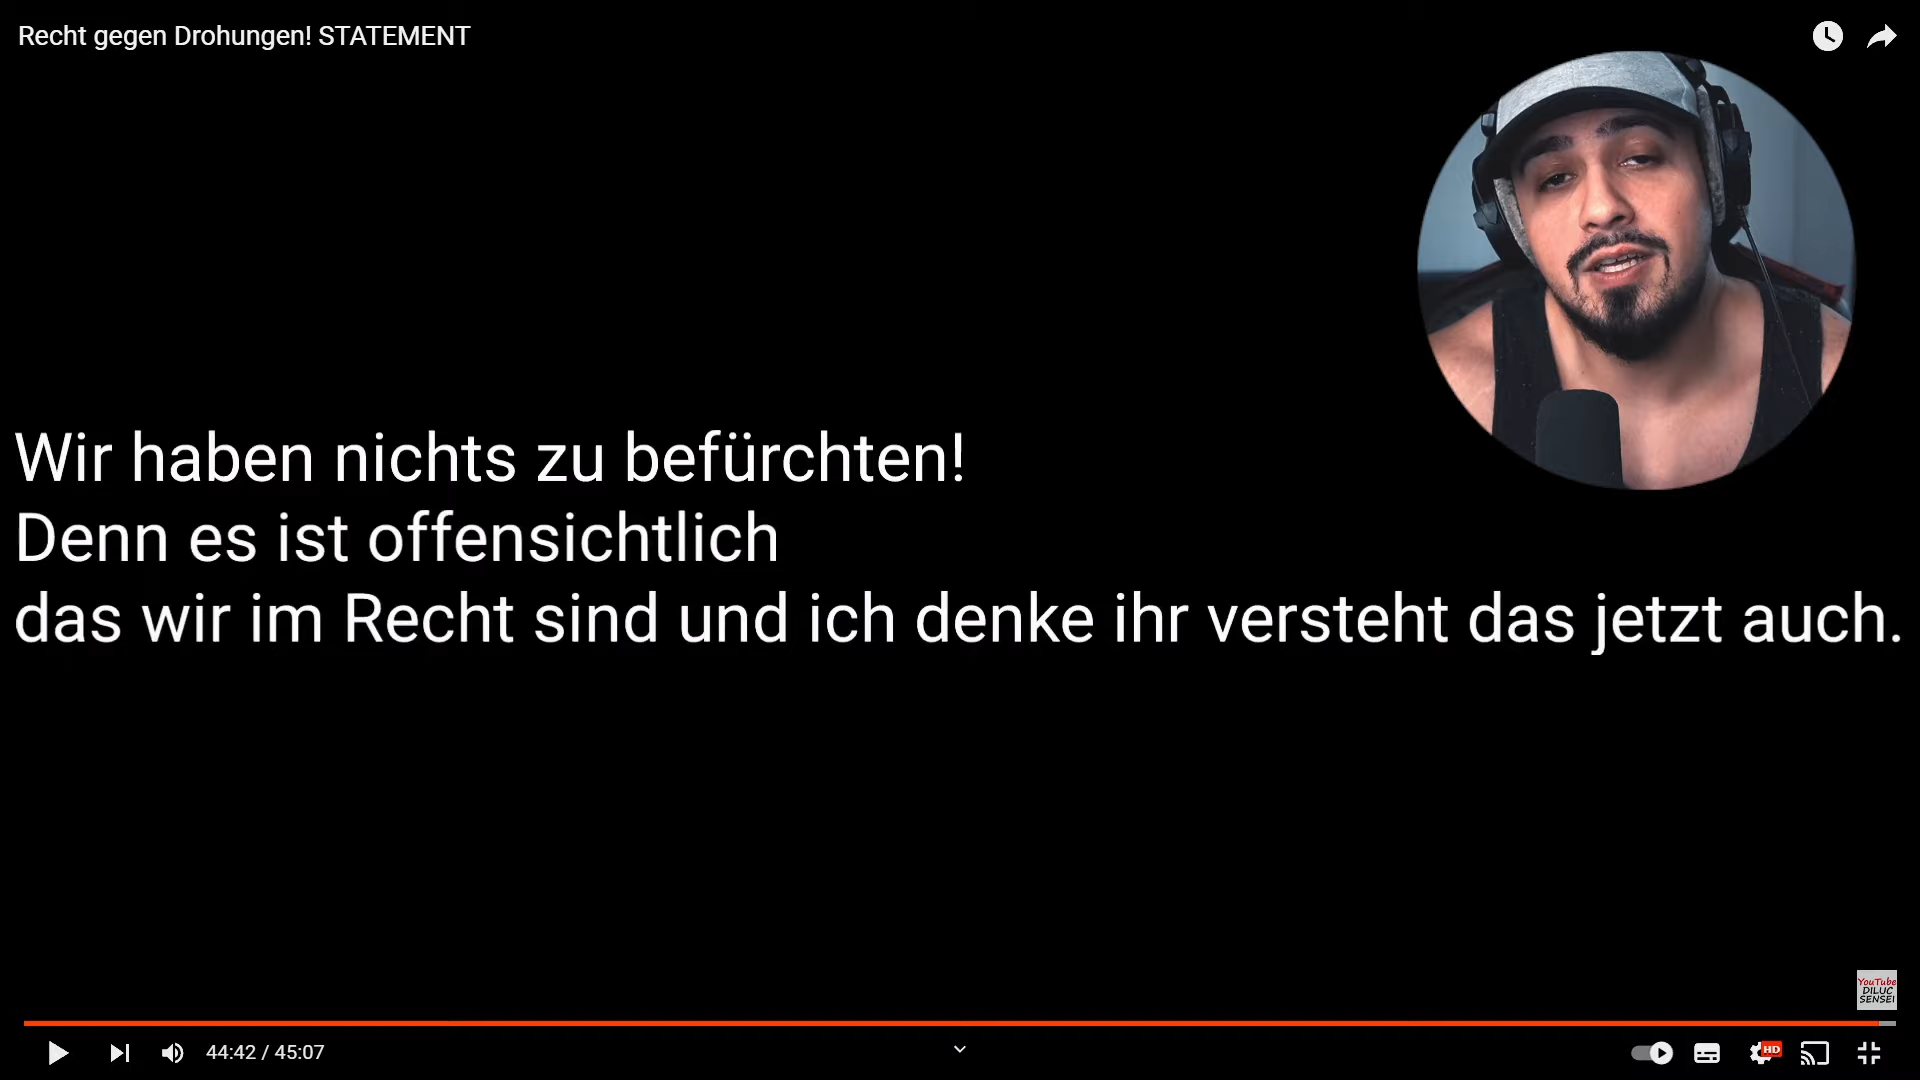 Recht gegen Drohungen! STATEMENT
Wir haben nichts zu befürchten!
Denn es ist offensichtlich
das wir im Recht sind und ich denke ihr versteht das jetzt auch.
YouTube
DILUC
SENSEI
44:42 / 45:07
HD